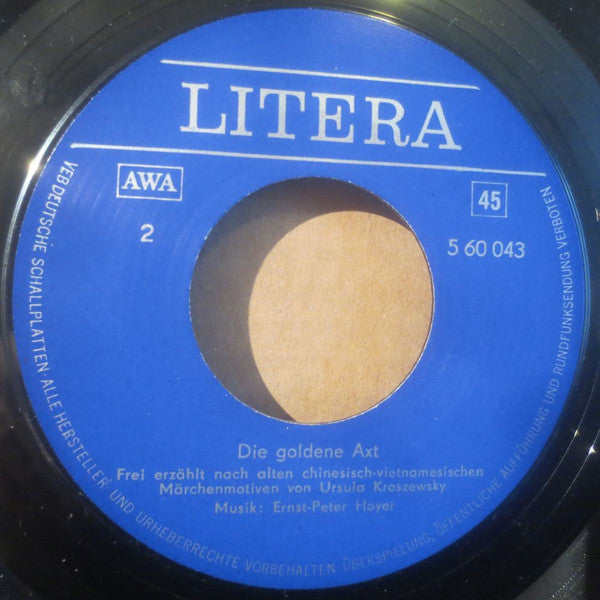 LITERA
AWA
45
2
5 60 043
Die goldene Axt
Frei erzählt nach alten chinesisch-vietnamesischen
Märchenmotiven von Ursula Kroszewsky
Musik: Ernst-Peter Hoyer
VEB DEUTSCHE SCHALLPLATTEN · ALLE HERSTELLER- UND URHEBERRECHTE VORBEHALTEN · ÜBERSPIELUNG, ÖFFENTLICHE AUFFÜHRUNG UND RUNDFUNKSENDUNG VERBOTEN